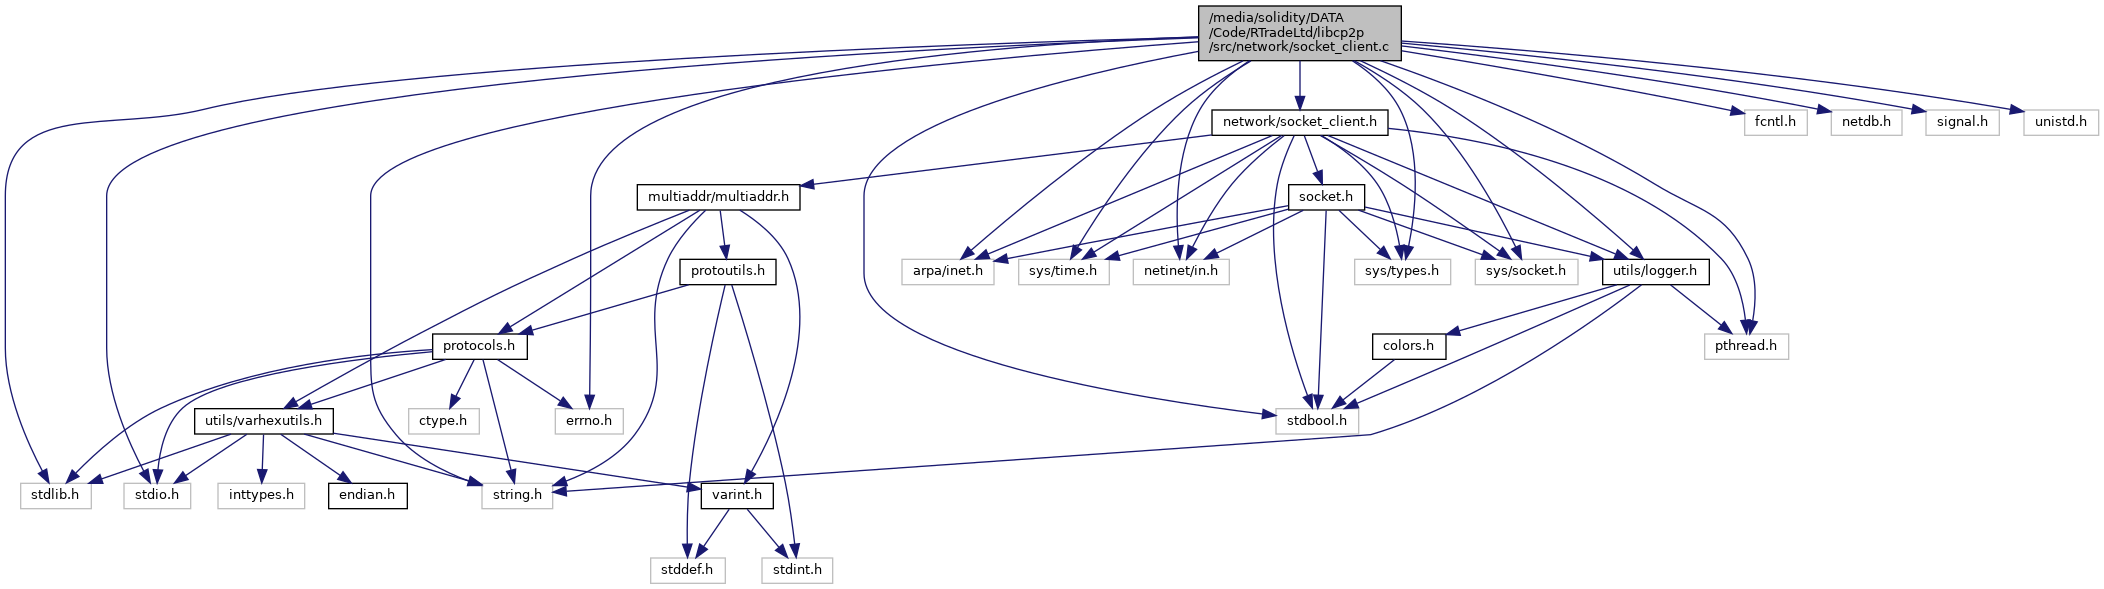 /media/solidity/DATA
/Code/RTradeLtd/libcp2p
/src/network/socket_client.c
network/socket_client.h
fcntl.h
netdb.h
signal.h
unistd.h
multiaddr/multiaddr.h
socket.h
protoutils.h
arpa/inet.h
sys/time.h
netinet/in.h
sys/types.h
sys/socket.h
utils/logger.h
protocols.h
colors.h
pthread.h
utils/varhexutils.h
ctype.h
errno.h
stdbool.h
stdlib.h
stdio.h
inttypes.h
endian.h
string.h
varint.h
stddef.h
stdint.h